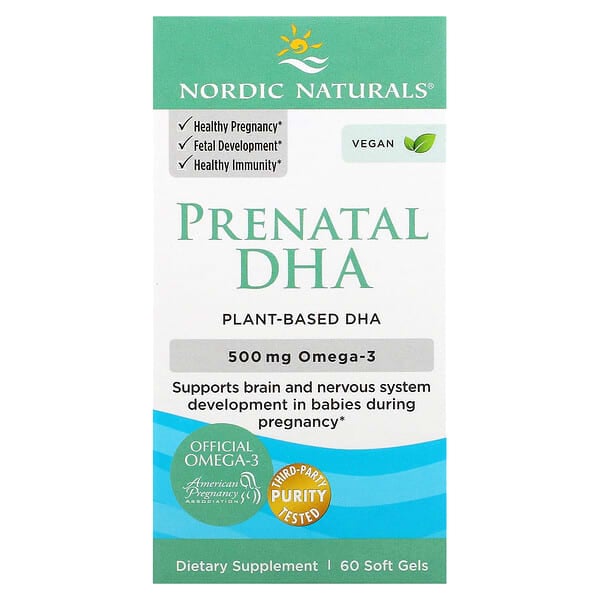 NORDIC NATURALS®
✓ Healthy Pregnancy*
✓ Fetal Development*
✓ Healthy Immunity*
VEGAN
PRENATAL
DHA
PLANT-BASED DHA
500 mg Omega-3
Supports brain and nervous system
development in babies during
pregnancy*
OFFICIAL
OMEGA-3
American
Pregnancy
ASSOCIATION
THIRD-PARTY
PURITY
TESTED
Dietary Supplement | 60 Soft Gels